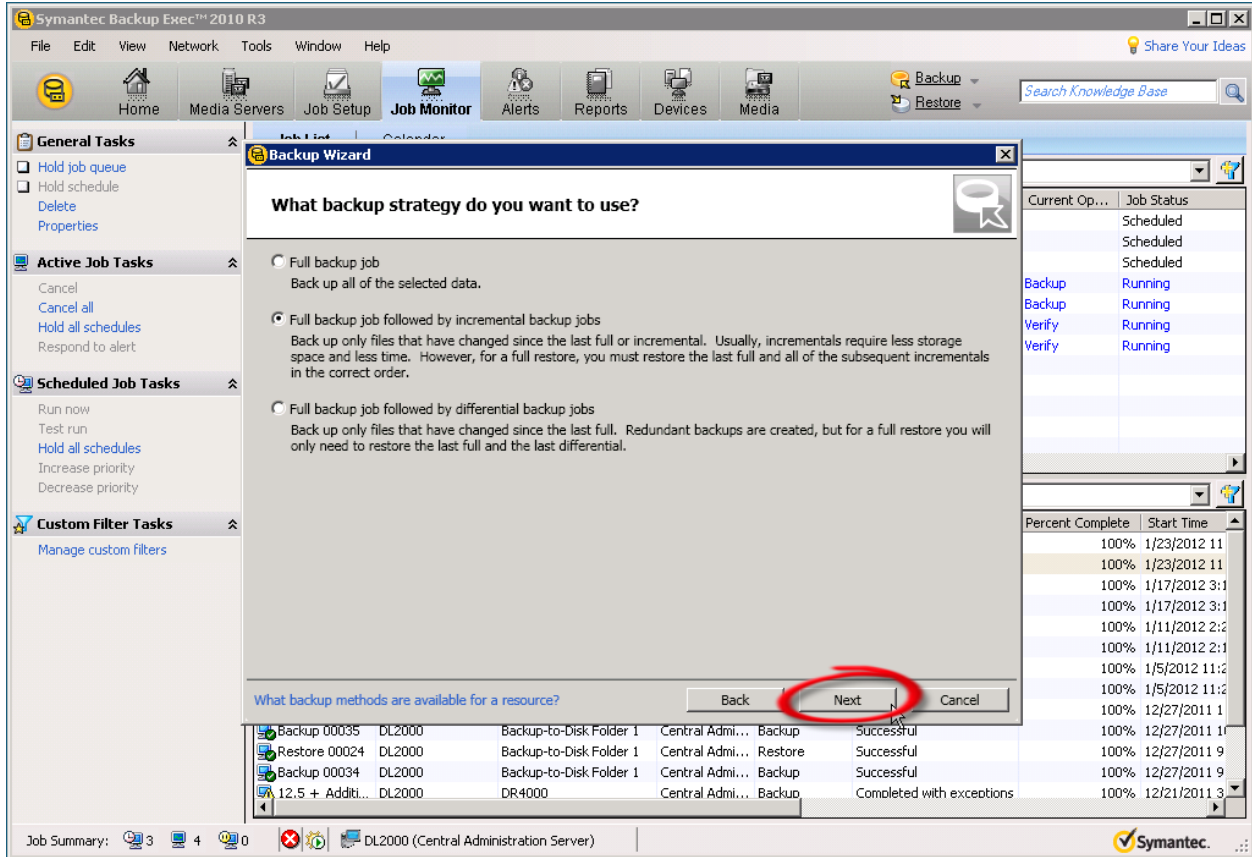 Symantec Backup Exec™ 2010 R3
File Edit View Network Tools Window Help
Share Your Ideas
Home Media Servers Job Setup Job Monitor Alerts Reports Devices Media
Backup
Restore
Search Knowledge Base
General Tasks
Hold job queue
Hold schedule
Delete
Properties
Active Job Tasks
Cancel
Cancel all
Hold all schedules
Respond to alert
Scheduled Job Tasks
Run now
Test run
Hold all schedules
Increase priority
Decrease priority
Custom Filter Tasks
Manage custom filters
Job List Calendar
Backup Wizard
What backup strategy do you want to use?
Full backup job
Back up all of the selected data.
Full backup job followed by incremental backup jobs
Back up only files that have changed since the last full or incremental. Usually, incrementals require less storage
space and less time. However, for a full restore, you must restore the last full and all of the subsequent incrementals
in the correct order.
Full backup job followed by differential backup jobs
Back up only files that have changed since the last full. Redundant backups are created, but for a full restore you will
only need to restore the last full and the last differential.
What backup methods are available for a resource?
Back Next Cancel
Current Op... Job Status
Scheduled
Scheduled
Scheduled
Backup Running
Backup Running
Verify Running
Verify Running
Percent Complete Start Time
100% 1/23/2012 11
100% 1/23/2012 11
100% 1/17/2012 3:1
100% 1/17/2012 3:1
100% 1/11/2012 2:2
100% 1/11/2012 2:1
100% 1/5/2012 11:2
100% 1/5/2012 11:2
100% 12/27/2011 1
Backup 00035 DL2000 Backup-to-Disk Folder 1 Central Admi... Backup Successful 100% 12/27/2011 1
Restore 00024 DL2000 Backup-to-Disk Folder 1 Central Admi... Restore Successful 100% 12/27/2011 9
Backup 00034 DL2000 Backup-to-Disk Folder 1 Central Admi... Backup Successful 100% 12/27/2011 9
12.5 + Additi... DL2000 DR4000 Central Admi... Backup Completed with exceptions 100% 12/21/2011 3
Job Summary: 3 4 0 DL2000 (Central Administration Server)
Symantec.